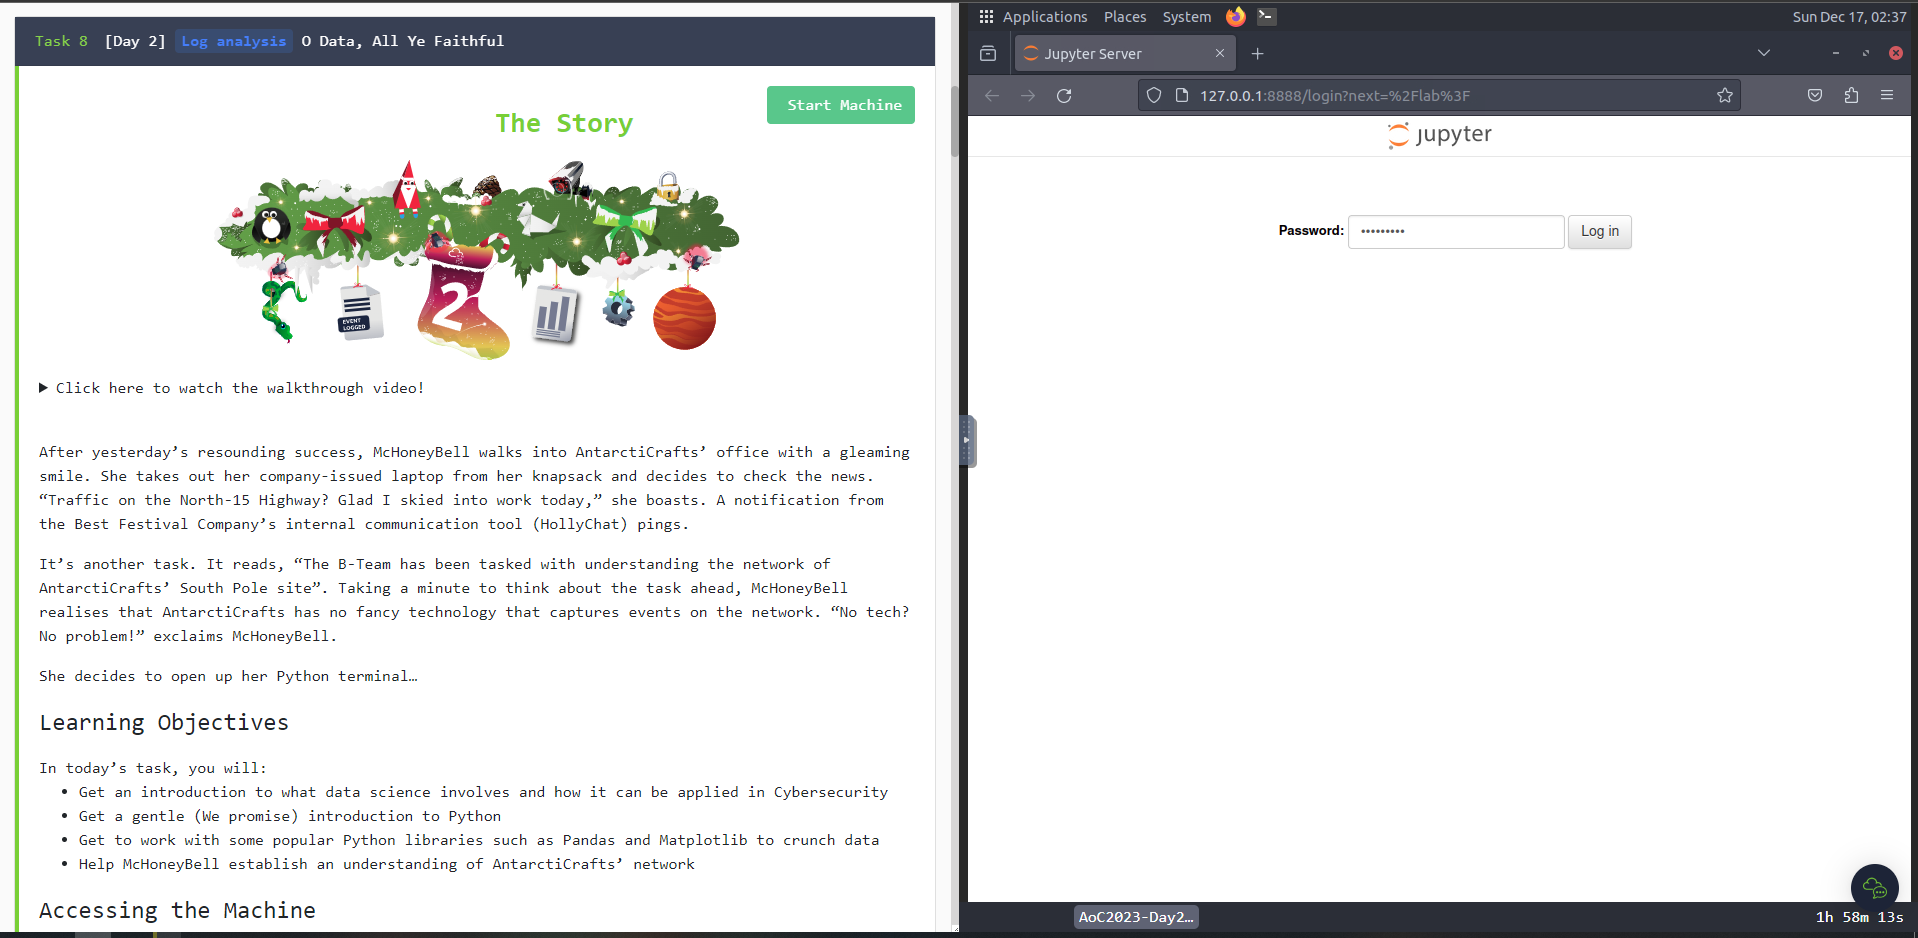 Task 8 [Day 2] Log analysis O Data, All Ye Faithful
Start Machine
The Story
EVENT LOGGED
2
Click here to watch the walkthrough video!
After yesterday’s resounding success, McHoneyBell walks into AntarctiCrafts’ office with a gleaming
smile. She takes out her company-issued laptop from her knapsack and decides to check the news.
“Traffic on the North-15 Highway? Glad I skied into work today,” she boasts. A notification from
the Best Festival Company’s internal communication tool (HollyChat) pings.
It’s another task. It reads, “The B-Team has been tasked with understanding the network of
AntarctiCrafts’ South Pole site”. Taking a minute to think about the task ahead, McHoneyBell
realises that AntarctiCrafts has no fancy technology that captures events on the network. “No tech?
No problem!” exclaims McHoneyBell.
She decides to open up her Python terminal…
Learning Objectives
In today’s task, you will:
• Get an introduction to what data science involves and how it can be applied in Cybersecurity
• Get a gentle (We promise) introduction to Python
• Get to work with some popular Python libraries such as Pandas and Matplotlib to crunch data
• Help McHoneyBell establish an understanding of AntarctiCrafts’ network
Accessing the Machine
Applications Places System Sun Dec 17, 02:37
Jupyter Server
127.0.0.1:8888/login?next=%2Flab%3F
jupyter
Password: ••••••••• Log in
AoC2023-Day2…
1h 58m 13s